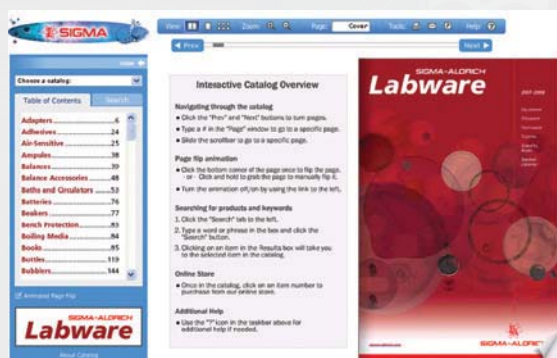 SIGMA
View:
Zoom:
Page:
Cover
Tools:
Help:
Prev
Next
Choose a catalog:
Table of Contents
Search
Adapters 6
Adhesives 24
Air-Sensitive 25
Ampules 38
Balances 39
Balance Accessories 48
Baths and Circulators 53
Batteries 76
Beakers 77
Bench Protection 83
Boiling Media 84
Books 85
Bottles 119
Bubblers 144
Animated Page Flip
SIGMA-ALDRICH
Labware
About Catalog
Interactive Catalog Overview
Navigating through the catalog
• Click the "Prev" and "Next" buttons to turn pages.
• Type a # in the "Page" window to go to a specific page.
• Slide the scrollbar to go to a specific page.
Page flip animation
• Click the bottom corner of the page once to flip the page.
- or - Click and hold to grab the page to manually flip it.
• Turn the animation off/on by using the link to the left.
Searching for products and keywords
1. Click the "Search" tab to the left.
2. Type a word or phrase in the box and click the
"Search" button.
3. Clicking on an item in the Results box will take you
to the selected item in the catalog.
Online Store
• Once in the catalog, click on an item number to
purchase from our online store.
Additional Help
• Use the "?" icon in the taskbar above for
additional help if needed.
SIGMA-ALDRICH
Labware
2007-2008
SIGMA-ALDRICH